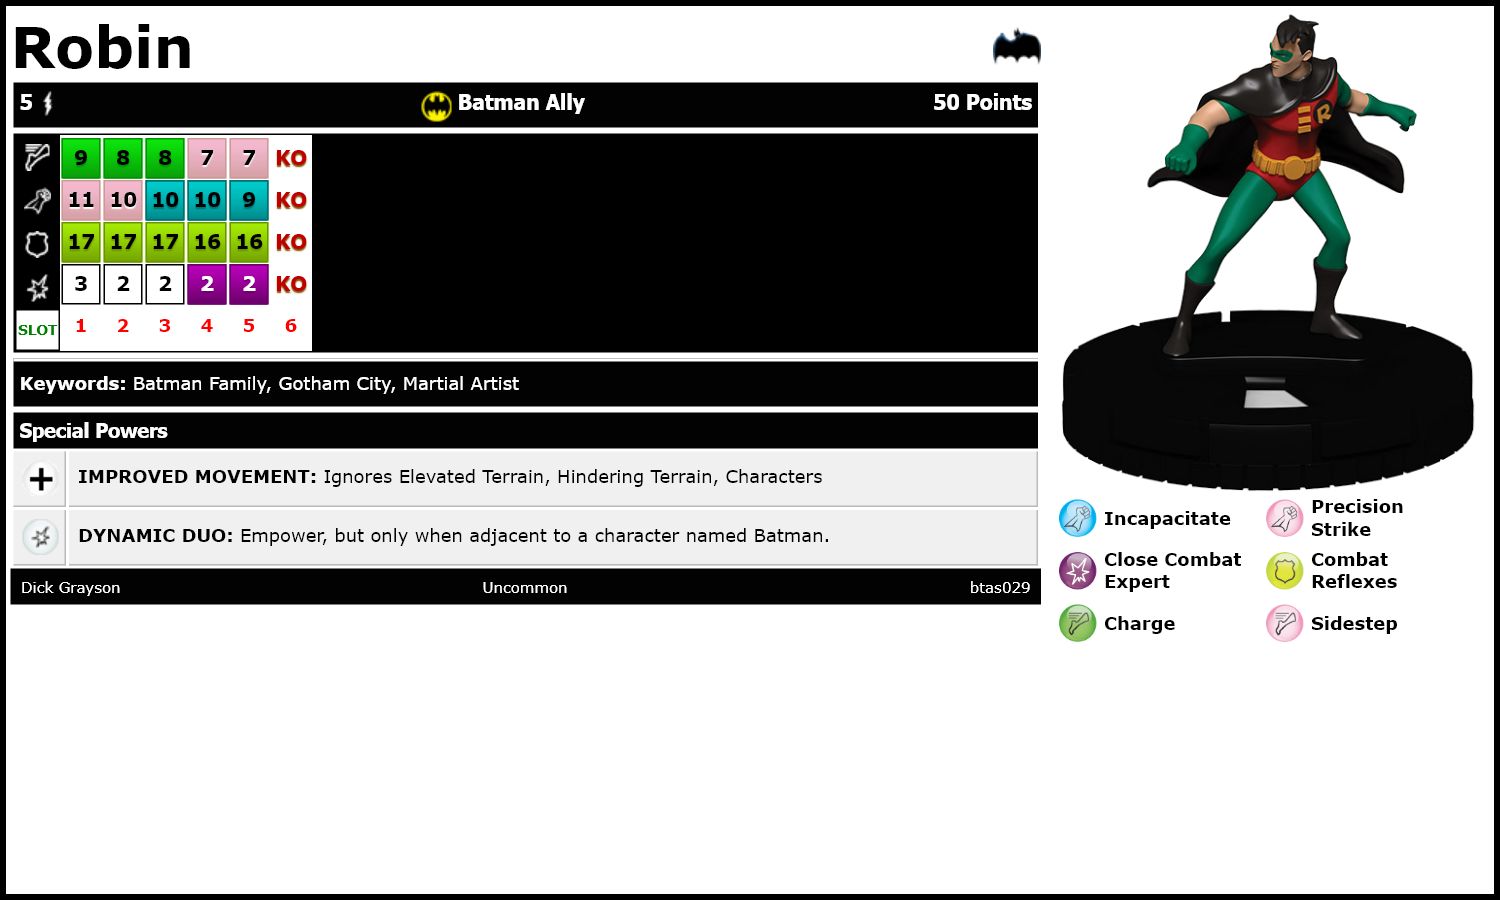 Robin
5 Batman Ally 50 Points
9 8 8 7 7 KO
11 10 10 10 9 KO
17 17 17 16 16 KO
3 2 2 2 2 KO
SLOT 1 2 3 4 5 6
Keywords: Batman Family, Gotham City, Martial Artist
Special Powers
IMPROVED MOVEMENT: Ignores Elevated Terrain, Hindering Terrain, Characters
DYNAMIC DUO: Empower, but only when adjacent to a character named Batman.
Dick Grayson Uncommon btas029
R
Incapacitate
Precision
Strike
Close Combat
Expert
Combat
Reflexes
Charge
Sidestep